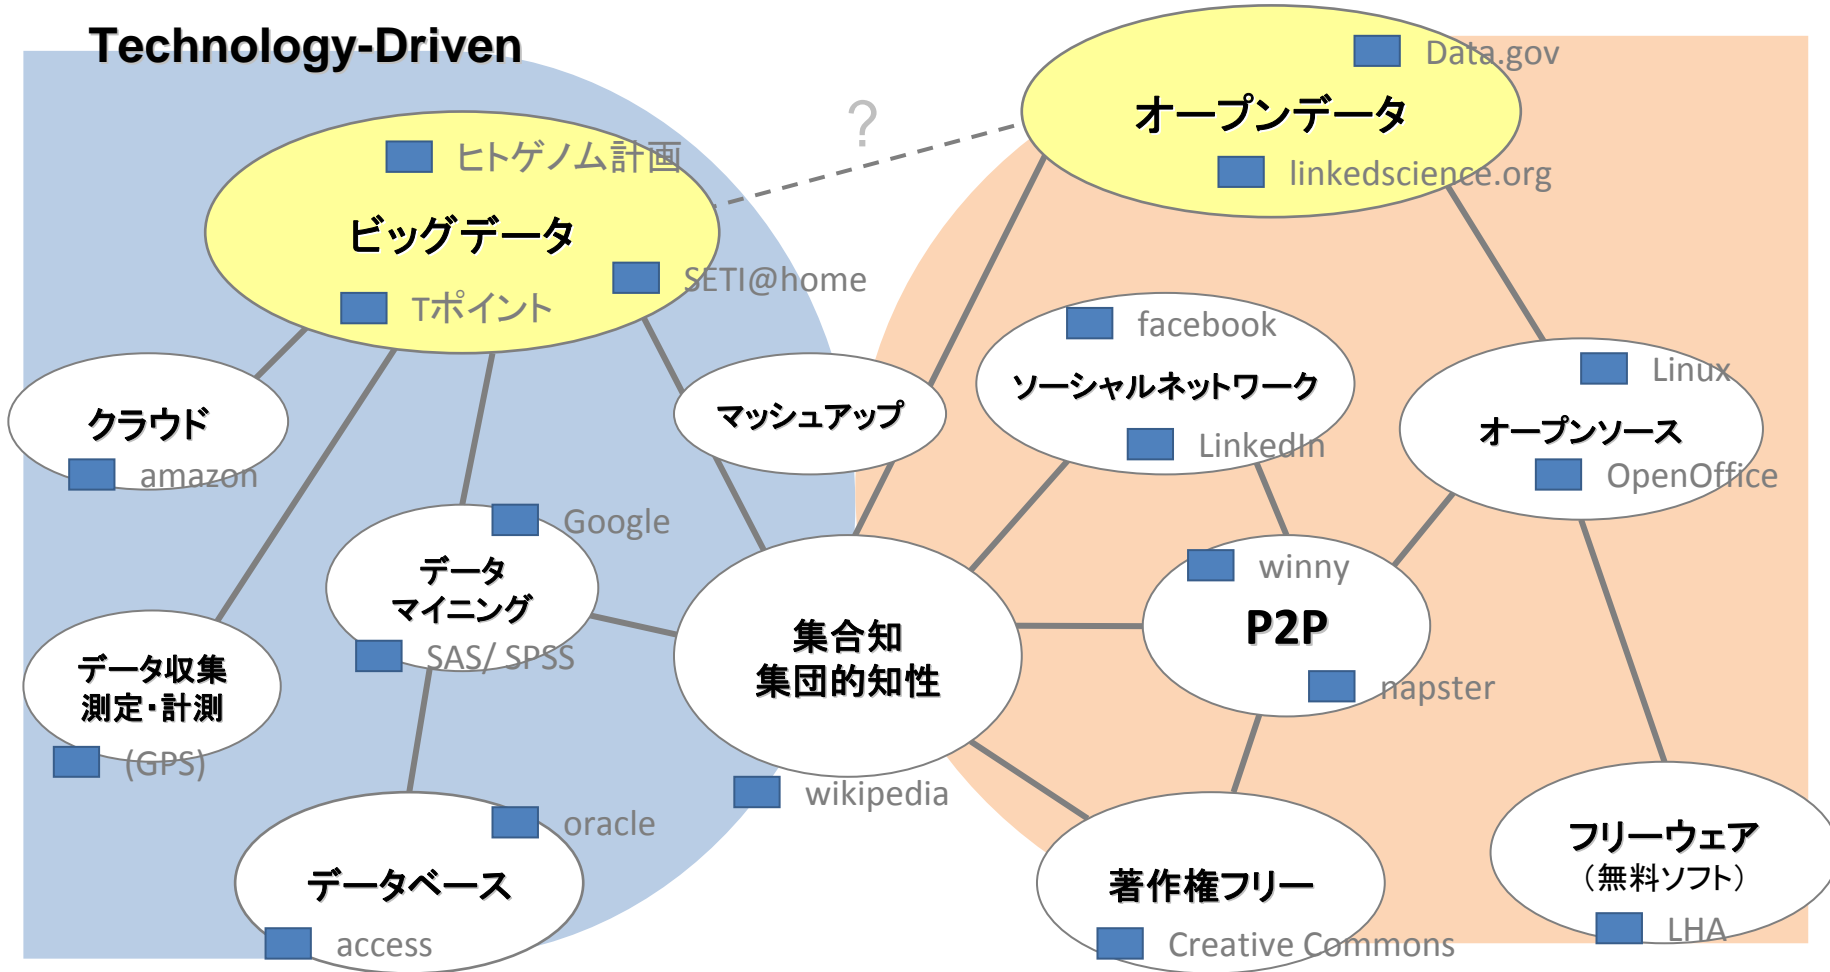 Technology-Driven
Data.gov
オープンデータ
linkedscience.org
?
ヒトゲノム計画
ビッグデータ
SETI@home
Tポイント
facebook
ソーシャルネットワーク
LinkedIn
Linux
オープンソース
OpenOffice
クラウド
amazon
マッシュアップ
Google
データ
マイニング
SAS/ SPSS
winny
P2P
napster
集合知
集団的知性
wikipedia
データ収集
測定・計測
(GPS)
oracle
データベース
access
著作権フリー
Creative Commons
フリーウェア
（無料ソフト）
LHA